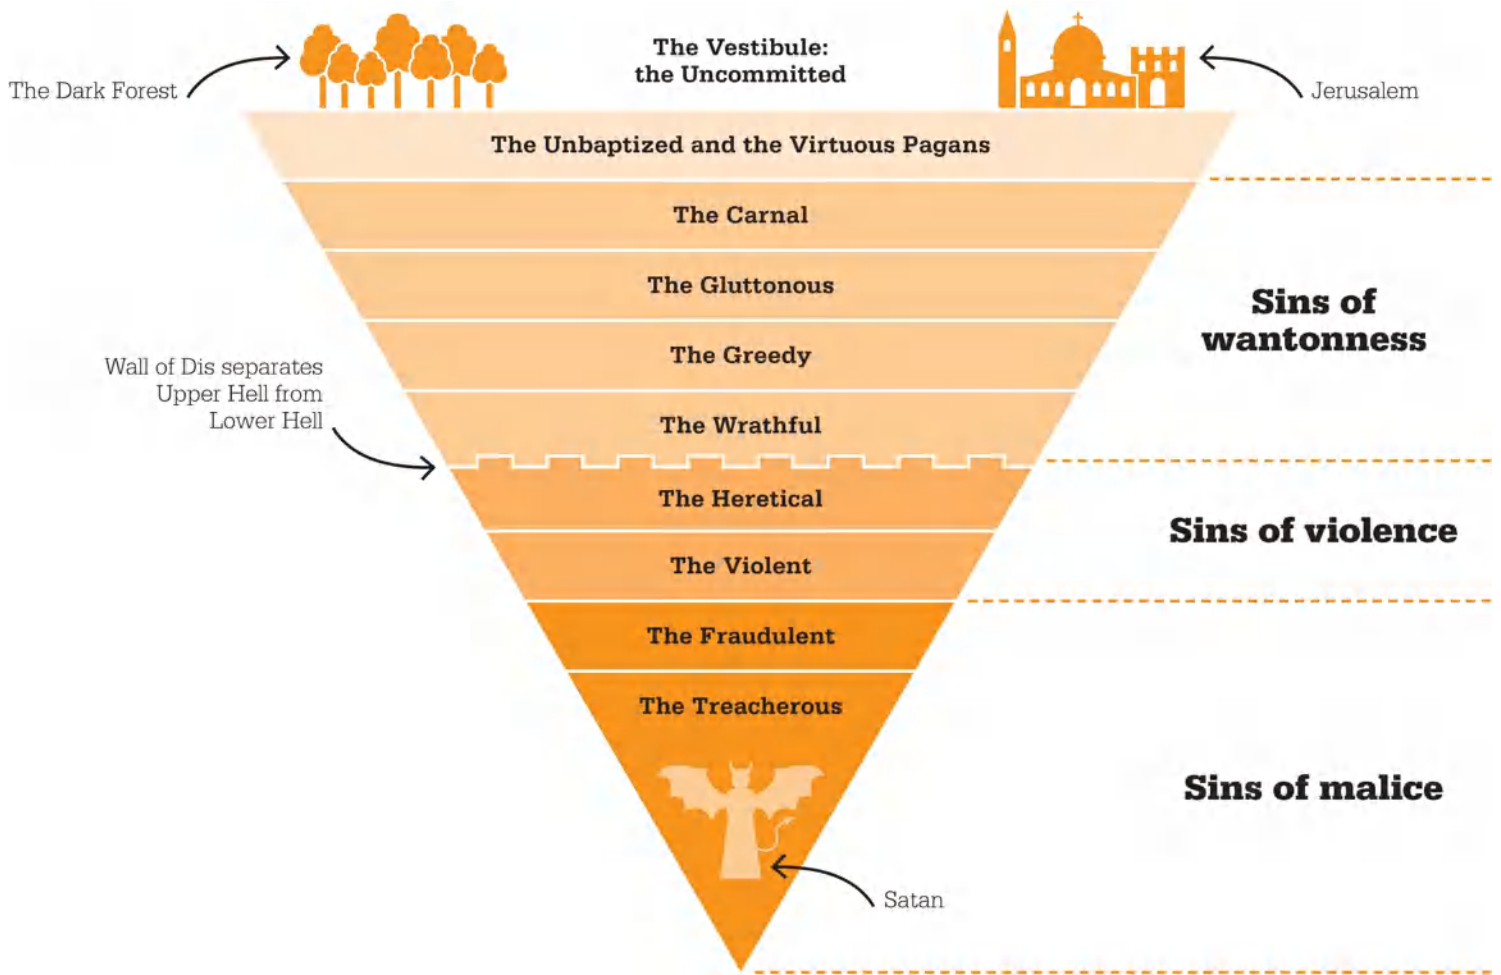 The Vestibule:
the Uncommitted
The Dark Forest
Jerusalem
The Unbaptized and the Virtuous Pagans
The Carnal
The Gluttonous
Sins of
wantonness
The Greedy
Wall of Dis separates
Upper Hell from
Lower Hell
The Wrathful
The Heretical
Sins of violence
The Violent
The Fraudulent
The Treacherous
Sins of malice
Satan